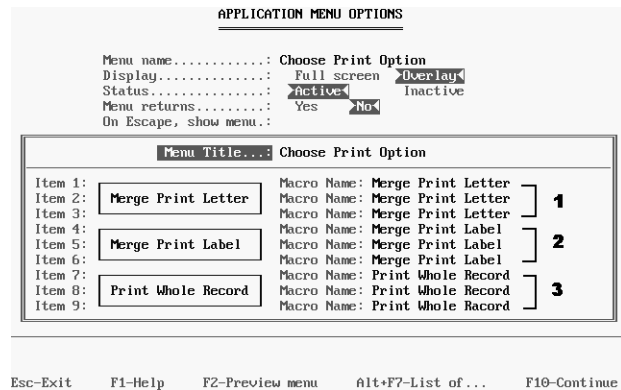 APPLICATION MENU OPTIONS
Menu name............: Choose Print Option
Display..............: Full screen Overlay
Status...............: Active Inactive
Menu returns.........: Yes No
On Escape, show menu.:
Menu Title...: Choose Print Option
Item 1: Macro Name: Merge Print Letter
Item 2: Merge Print Letter Macro Name: Merge Print Letter 1
Item 3: Macro Name: Merge Print Letter
Item 4: Macro Name: Merge Print Label
Item 5: Merge Print Label Macro Name: Merge Print Label 2
Item 6: Macro Name: Merge Print Label
Item 7: Macro Name: Print Whole Record
Item 8: Print Whole Record Macro Name: Print Whole Record 3
Item 9: Macro Name: Print Whole Racord
Esc-Exit F1-Help F2-Preview menu Alt+F7-List of... F10-Continue